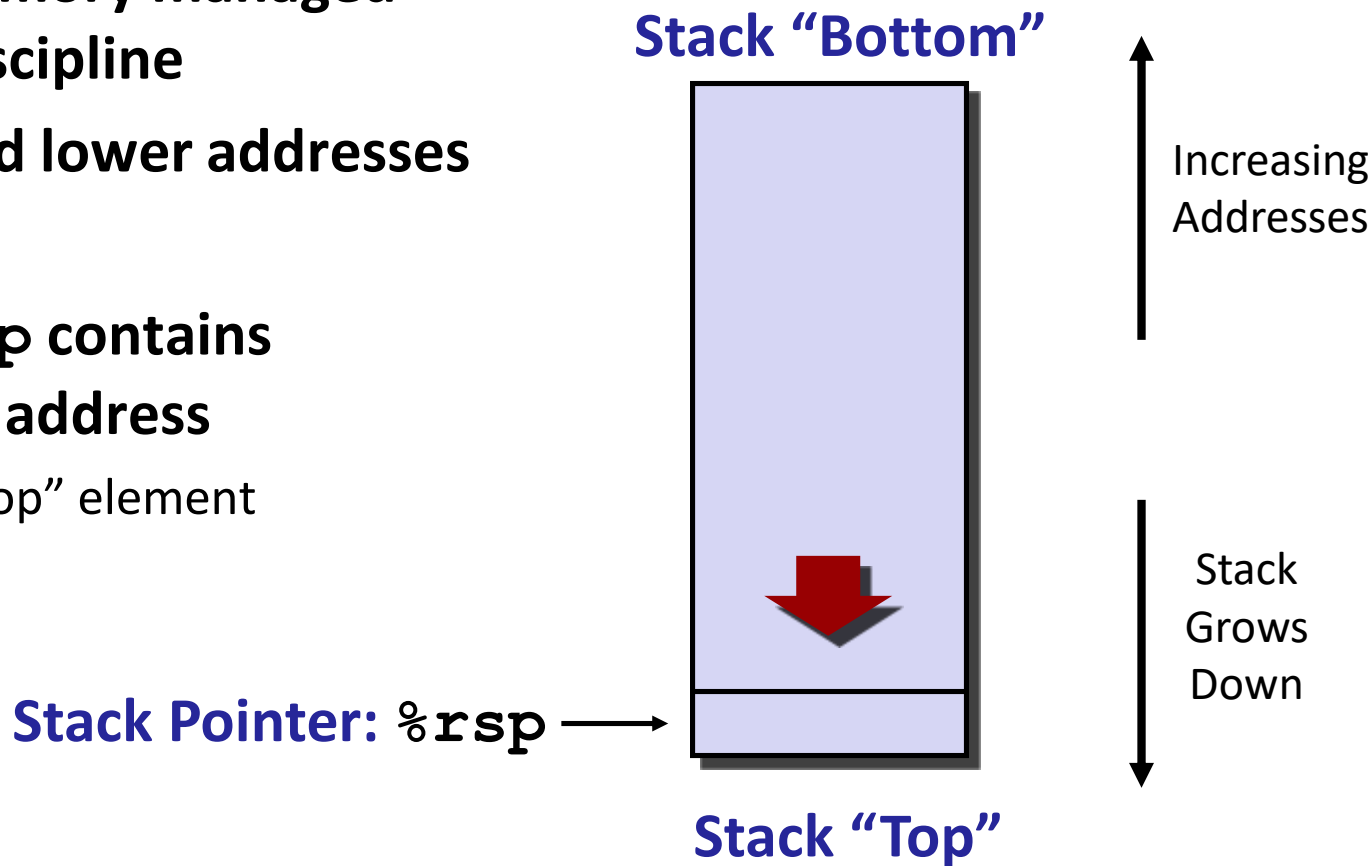 scipline
d lower addresses
p contains
address
op” element
Stack Pointer: %rsp
Stack “Bottom”
Increasing
Addresses
Stack
Grows
Down
Stack “Top”